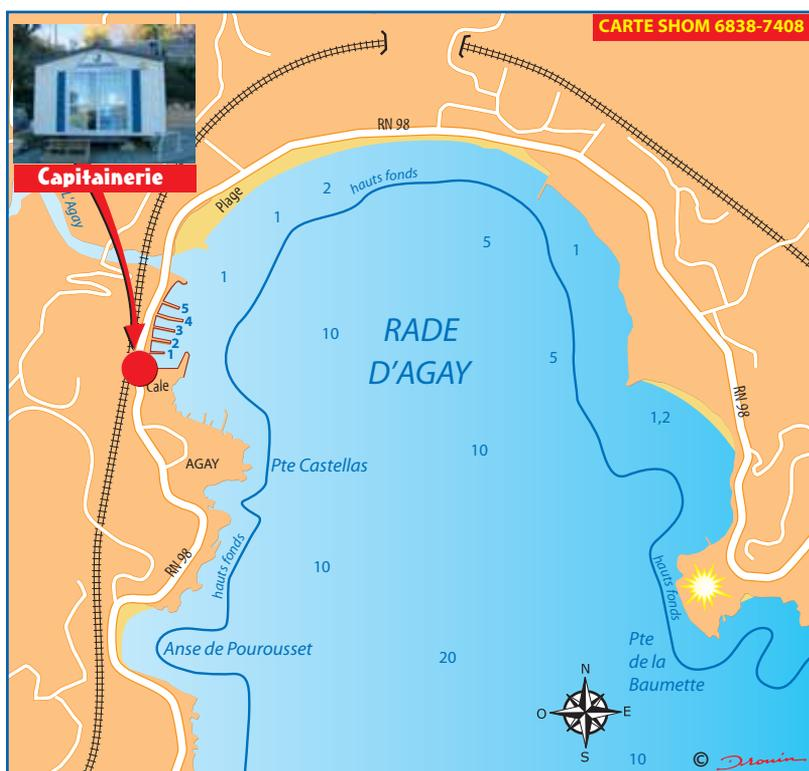 CARTE SHOM 6838-7408
Capitainerie
L'Agay
RN 98
Plage
hauts fonds
2
1
1
5
1
5
4
3
2
1
Cale
10
RADE
D'AGAY
5
RN 98
1,2
10
AGAY
Pte Castellas
RN 98
hauts fonds
10
hauts fonds
Anse de Pourousset
20
Pte
de la
Baumette
N
O
E
S
10
© Drouin